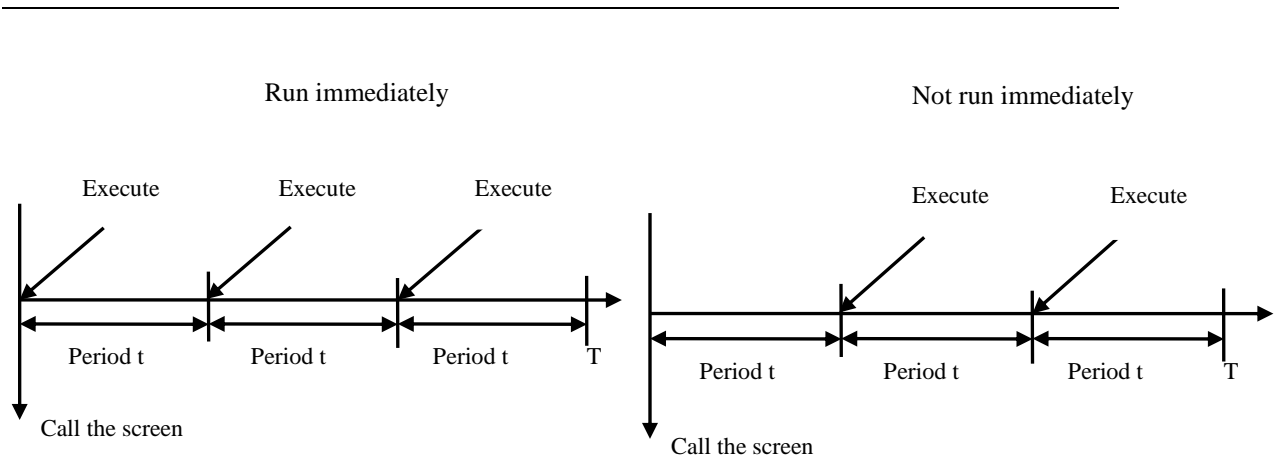 Run immediately
Not run immediately
Execute Execute Execute
Execute Execute
Period t Period t Period t T
Period t Period t Period t T
Call the screen
Call the screen